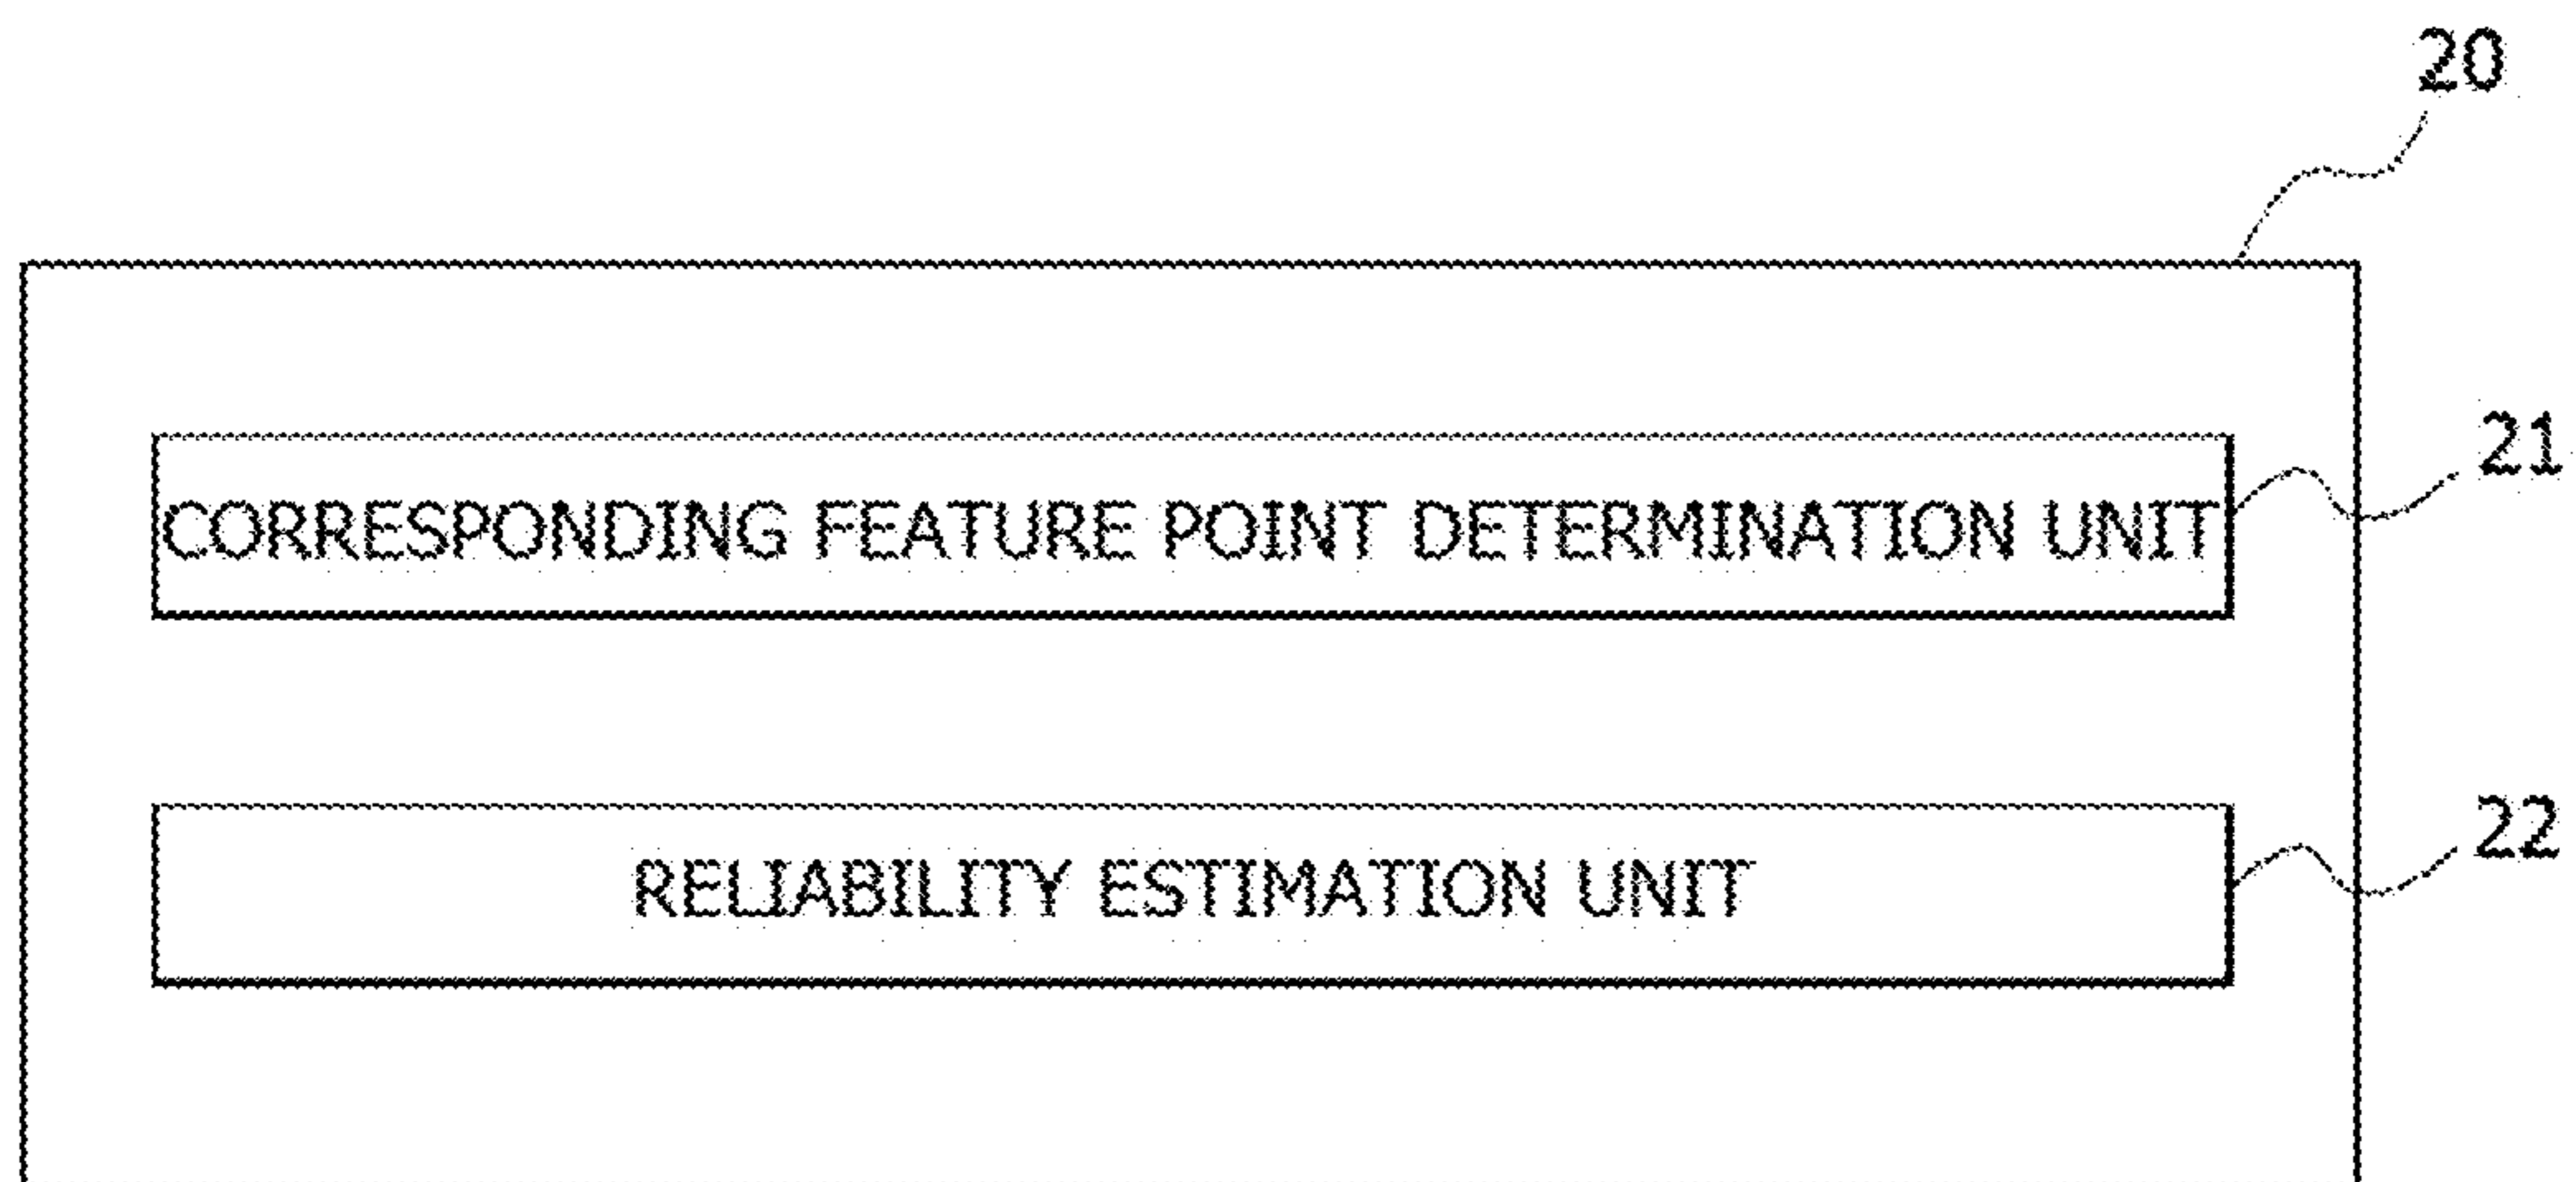 20
21
CORRESPONDING FEATURE POINT DETERMINATION UNIT
22
RELIABILITY ESTIMATION UNIT